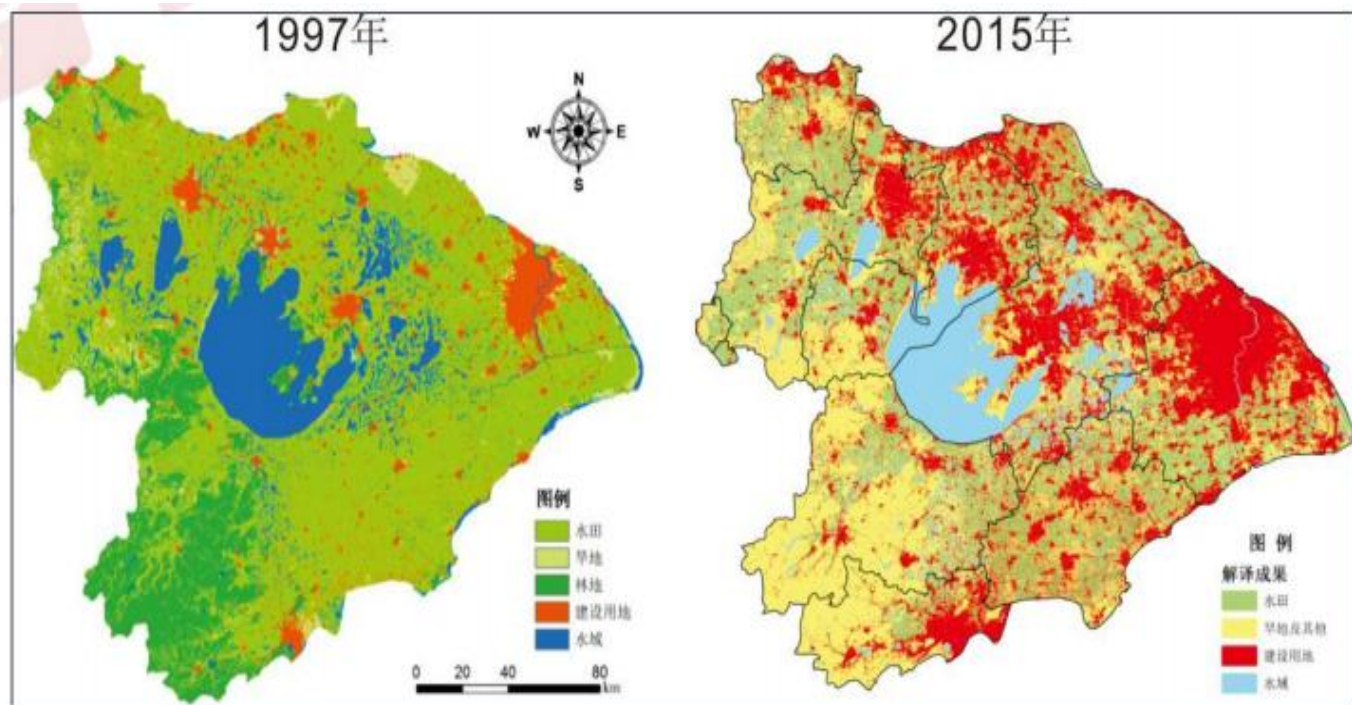 1997年
2015年
N
W
E
S
图例
水田
旱地
林地
建设用地
水域
0 20 40 80
km
图 例
解译成果
水田
旱地及其他
建设用地
水域